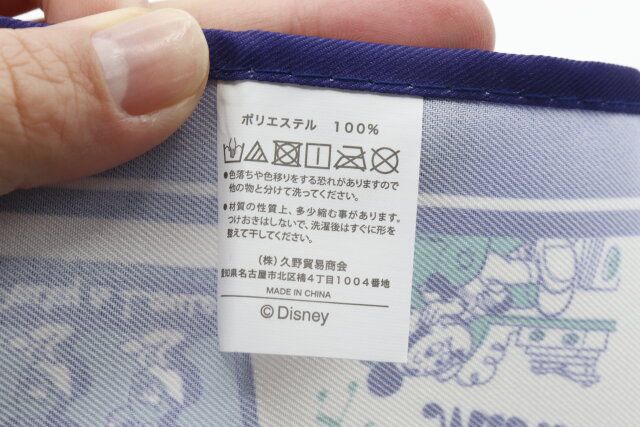 ポリエステル 100%
●色落ちや色移りをする恐れがありますので
他の物と分けて洗ってください。
●材質の性質上、多少縮む事があります。
つけおきはしないで、洗濯後はすぐに形を
整えて干してください。
（株）久野貿易商会
愛知県名古屋市北区楠4丁目1004番地
MADE IN CHINA
©Disney